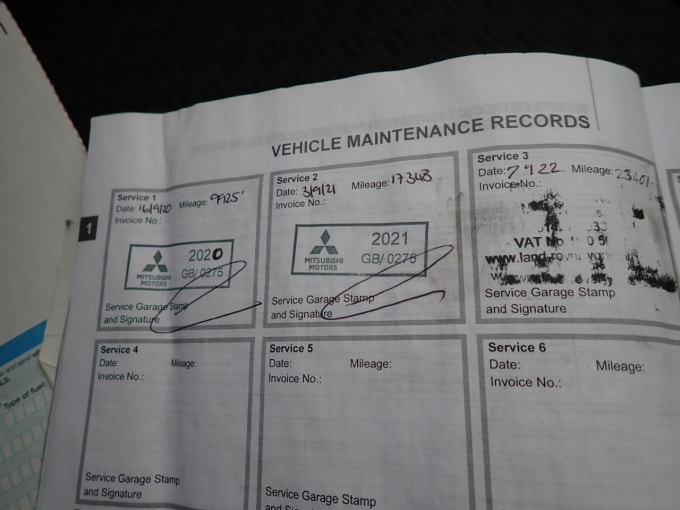 VEHICLE MAINTENANCE RECORDS
1
Service 1
Date: 16/9/20 Mileage: 9925
Invoice No.:
2020
GB/0275
MITSUBISHI
MOTORS
Service Garage Stamp
and Signature
Service 2
Date: 3/9/21 Mileage: 17348
Invoice No.:
2021
GB/0275
MITSUBISHI
MOTORS
Service Garage Stamp
and Signature
Service 3
Date: 7 9 22 Mileage: 23401
Invoice No.:
VAT No
Service Garage Stamp
and Signature
Service 4
Date: Mileage:
Invoice No.:
Service Garage Stamp
and Signature
Service 5
Date: Mileage:
Invoice No.:
Service Garage Stamp
Service 6
Date: Mileage:
Invoice No.:
Type of fuel